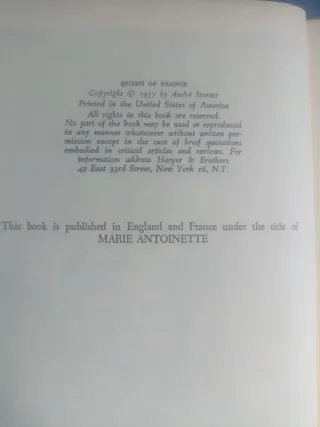 QUEEN OF FRANCE
Copyright © 1957 by André Storms
Printed in the United States of America
All rights in this book are reserved.
No part of this book may be used or reproduced
in any manner whatsoever without written per-
mission except in the case of brief quotations
embodied in critical articles and reviews. For
information address Harper & Brothers
49 East 33rd Street, New York 16, N.Y.
This book is published in England and France under the title of
MARIE ANTOINETTE